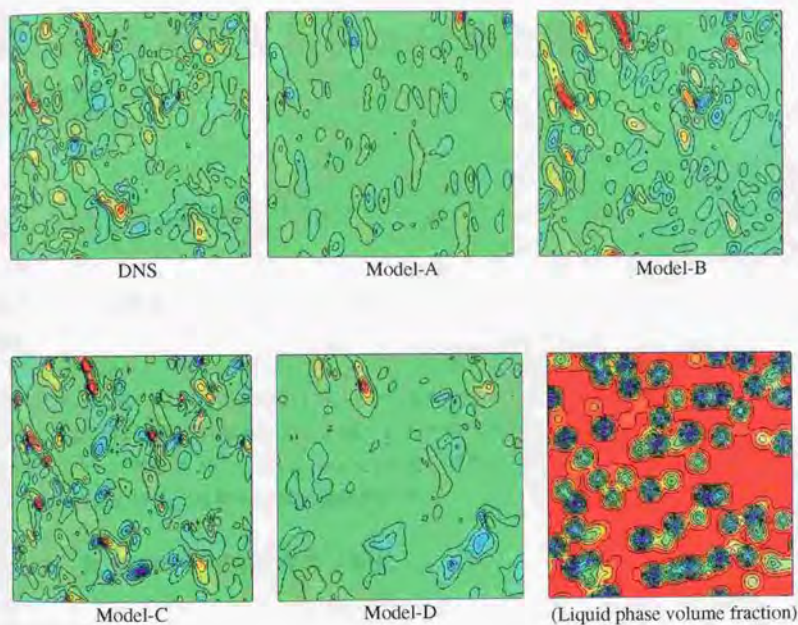 DNS
Model-A
Model-B
Model-C
Model-D
(Liquid phase volume fraction)